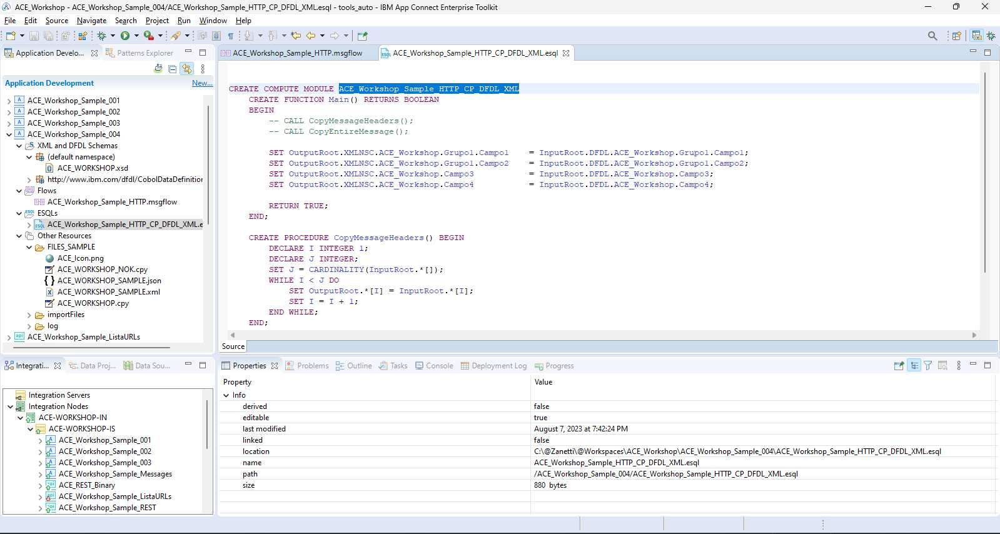 ACE_Workshop - ACE_Workshop_Sample_004/ACE_Workshop_Sample_HTTP_CP_DFDL_XML.esql - tools_auto - IBM App Connect Enterprise Toolkit
File Edit Source Navigate Search Project Run Window Help
Application Develo... Patterns Explorer
Application Development New...
ACE_Workshop_Sample_001
ACE_Workshop_Sample_002
ACE_Workshop_Sample_003
ACE_Workshop_Sample_004
XML and DFDL Schemas
(default namespace)
ACE_WORKSHOP.xsd
http://www.ibm.com/dfdl/CobolDataDefinition
Flows
ACE_Workshop_Sample_HTTP.msgflow
ESQLs
ACE_Workshop_Sample_HTTP_CP_DFDL_XML.e
Other Resources
FILES_SAMPLE
ACE_Icon.png
ACE_WORKSHOP_NOK.cpy
ACE_WORKSHOP_SAMPLE.json
ACE_WORKSHOP_SAMPLE.xml
ACE_WORKSHOP.cpy
importFiles
log
ACE_Workshop_Sample_ListaURLs
ACE_Workshop_Sample_HTTP.msgflow ACE_Workshop_Sample_HTTP_CP_DFDL_XML.esql
CREATE COMPUTE MODULE ACE_Workshop_Sample_HTTP_CP_DFDL_XML
CREATE FUNCTION Main() RETURNS BOOLEAN
BEGIN
-- CALL CopyMessageHeaders();
-- CALL CopyEntireMessage();
SET OutputRoot.XMLNSC.ACE_Workshop.Grupo1.Campo1 = InputRoot.DFDL.ACE_Workshop.Grupo1.Campo1;
SET OutputRoot.XMLNSC.ACE_Workshop.Grupo1.Campo2 = InputRoot.DFDL.ACE_Workshop.Grupo1.Campo2;
SET OutputRoot.XMLNSC.ACE_Workshop.Campo3 = InputRoot.DFDL.ACE_Workshop.Campo3;
SET OutputRoot.XMLNSC.ACE_Workshop.Campo4 = InputRoot.DFDL.ACE_Workshop.Campo4;
RETURN TRUE;
END;
CREATE PROCEDURE CopyMessageHeaders() BEGIN
DECLARE I INTEGER 1;
DECLARE J INTEGER;
SET J = CARDINALITY(InputRoot.*[]);
WHILE I < J DO
SET OutputRoot.*[I] = InputRoot.*[I];
SET I = I + 1;
END WHILE;
END;
Source
Integrati... Data Proj... Data Sou...
Integration Servers
Integration Nodes
ACE-WORKSHOP-IN
ACE-WORKSHOP-IS
ACE_Workshop_Sample_001
ACE_Workshop_Sample_002
ACE_Workshop_Sample_003
ACE_Workshop_Sample_Messages
ACE_REST_Binary
ACE_Workshop_Sample_ListaURLs
ACE_Workshop_Sample_REST
Properties Problems Outline Tasks Console Deployment Log Progress
Property Value
Info
derived false
editable true
last modified August 7, 2023 at 7:42:24 PM
linked false
location C:\@Zanetti\@Workspaces\ACE_Workshop\ACE_Workshop_Sample_004\ACE_Workshop_Sample_HTTP_CP_DFDL_XML.esql
name ACE_Workshop_Sample_HTTP_CP_DFDL_XML.esql
path /ACE_Workshop_Sample_004/ACE_Workshop_Sample_HTTP_CP_DFDL_XML.esql
size 880 bytes